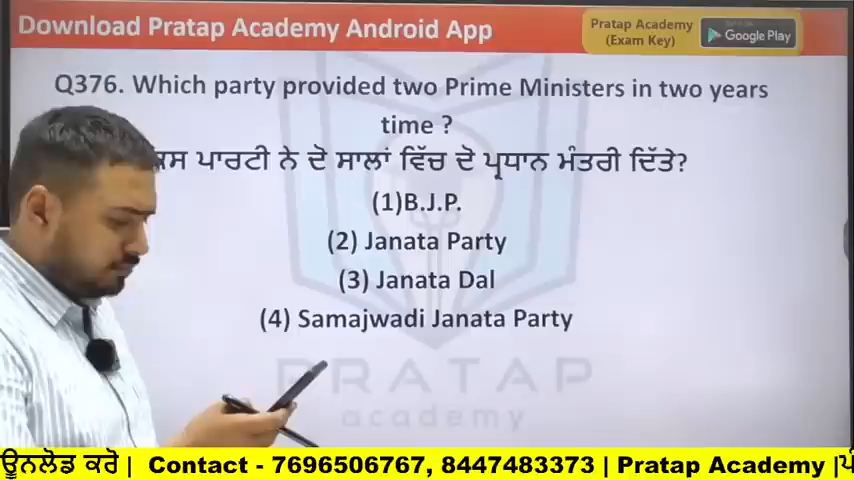 Download Pratap Academy Android App
Pratap Academy
(Exam Key)
Google Play
Q376. Which party provided two Prime Ministers in two years
time ?
ਪਾਰਟੀ ਨੇ ਦੋ ਸਾਲਾਂ ਵਿੱਚ ਦੋ ਪ੍ਰਧਾਨ ਮੰਤਰੀ ਦਿੱਤੇ?
(1)B.J.P.
(2) Janata Party
(3) Janata Dal
(4) Samajwadi Janata Party
PRATAP
academy
ਕਰੋ | Contact - 7696506767, 8447483373 | Pratap Academy |